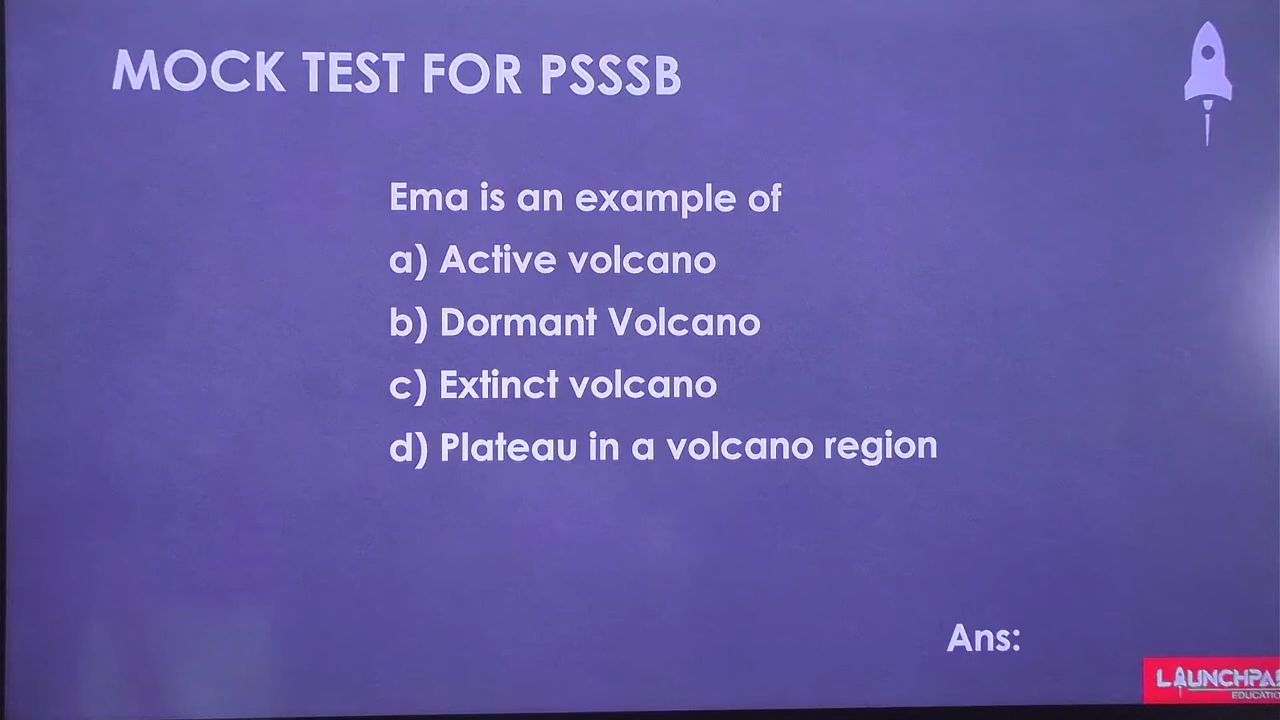 MOCK TEST FOR PSSSB
Ema is an example of
a) Active volcano
b) Dormant Volcano
c) Extinct volcano
d) Plateau in a volcano region
Ans: